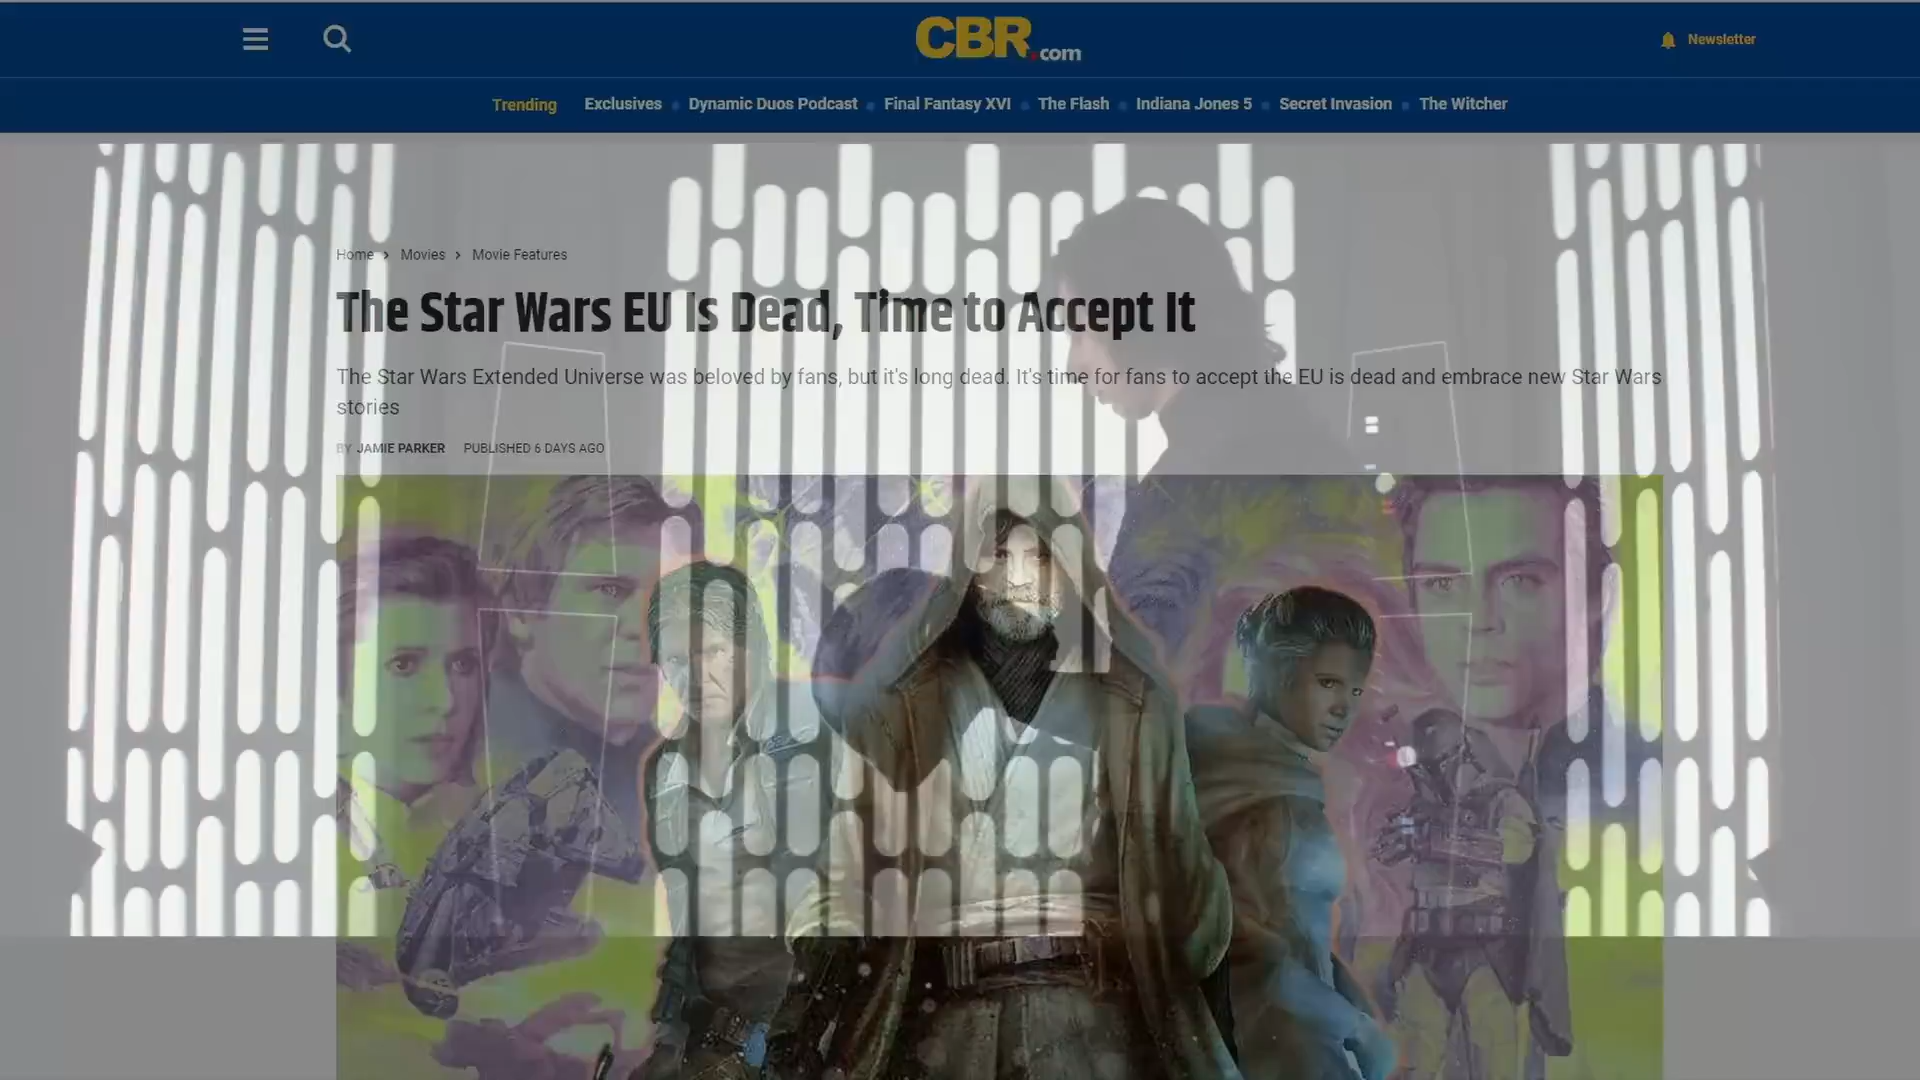 CBR.com
Newsletter
Trending Exclusives Dynamic Duos Podcast Final Fantasy XVI The Flash Indiana Jones 5 Secret Invasion The Witcher
Home > Movies > Movie Features
The Star Wars EU Is Dead, Time to Accept It
The Star Wars Extended Universe was beloved by fans, but it's long dead. It's time for fans to accept the EU is dead and embrace new Star Wars
stories
BY JAMIE PARKER PUBLISHED 6 DAYS AGO